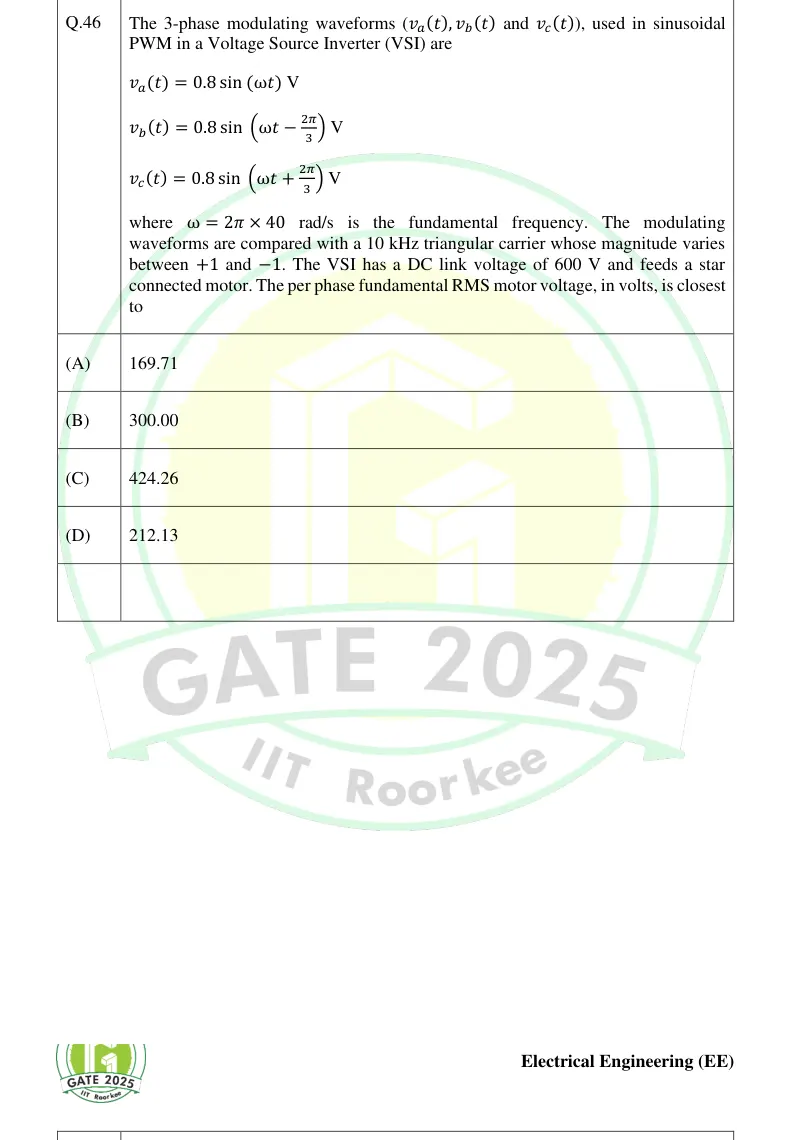 Q.46 The 3-phase modulating waveforms (𝑣ₐ(𝑡), 𝑣_b(𝑡) and 𝑣_c(𝑡)), used in sinusoidal
PWM in a Voltage Source Inverter (VSI) are
𝑣ₐ(𝑡) = 0.8 sin (ω𝑡) V
𝑣_b(𝑡) = 0.8 sin (ω𝑡 − 2𝜋/3) V
𝑣_c(𝑡) = 0.8 sin (ω𝑡 + 2𝜋/3) V
where ω = 2𝜋 × 40 rad/s is the fundamental frequency. The modulating
waveforms are compared with a 10 kHz triangular carrier whose magnitude varies
between +1 and −1. The VSI has a DC link voltage of 600 V and feeds a star
connected motor. The per phase fundamental RMS motor voltage, in volts, is closest
to
(A) 169.71
(B) 300.00
(C) 424.26
(D) 212.13
GATE 2025
IIT Roorkee
Electrical Engineering (EE)
GATE 2025
IIT Roorkee